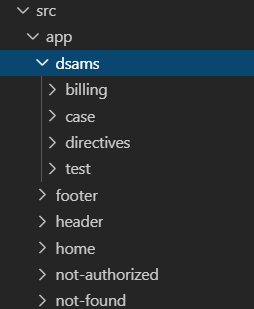 src
app
dsams
billing
case
directives
test
footer
header
home
not-authorized
not-found